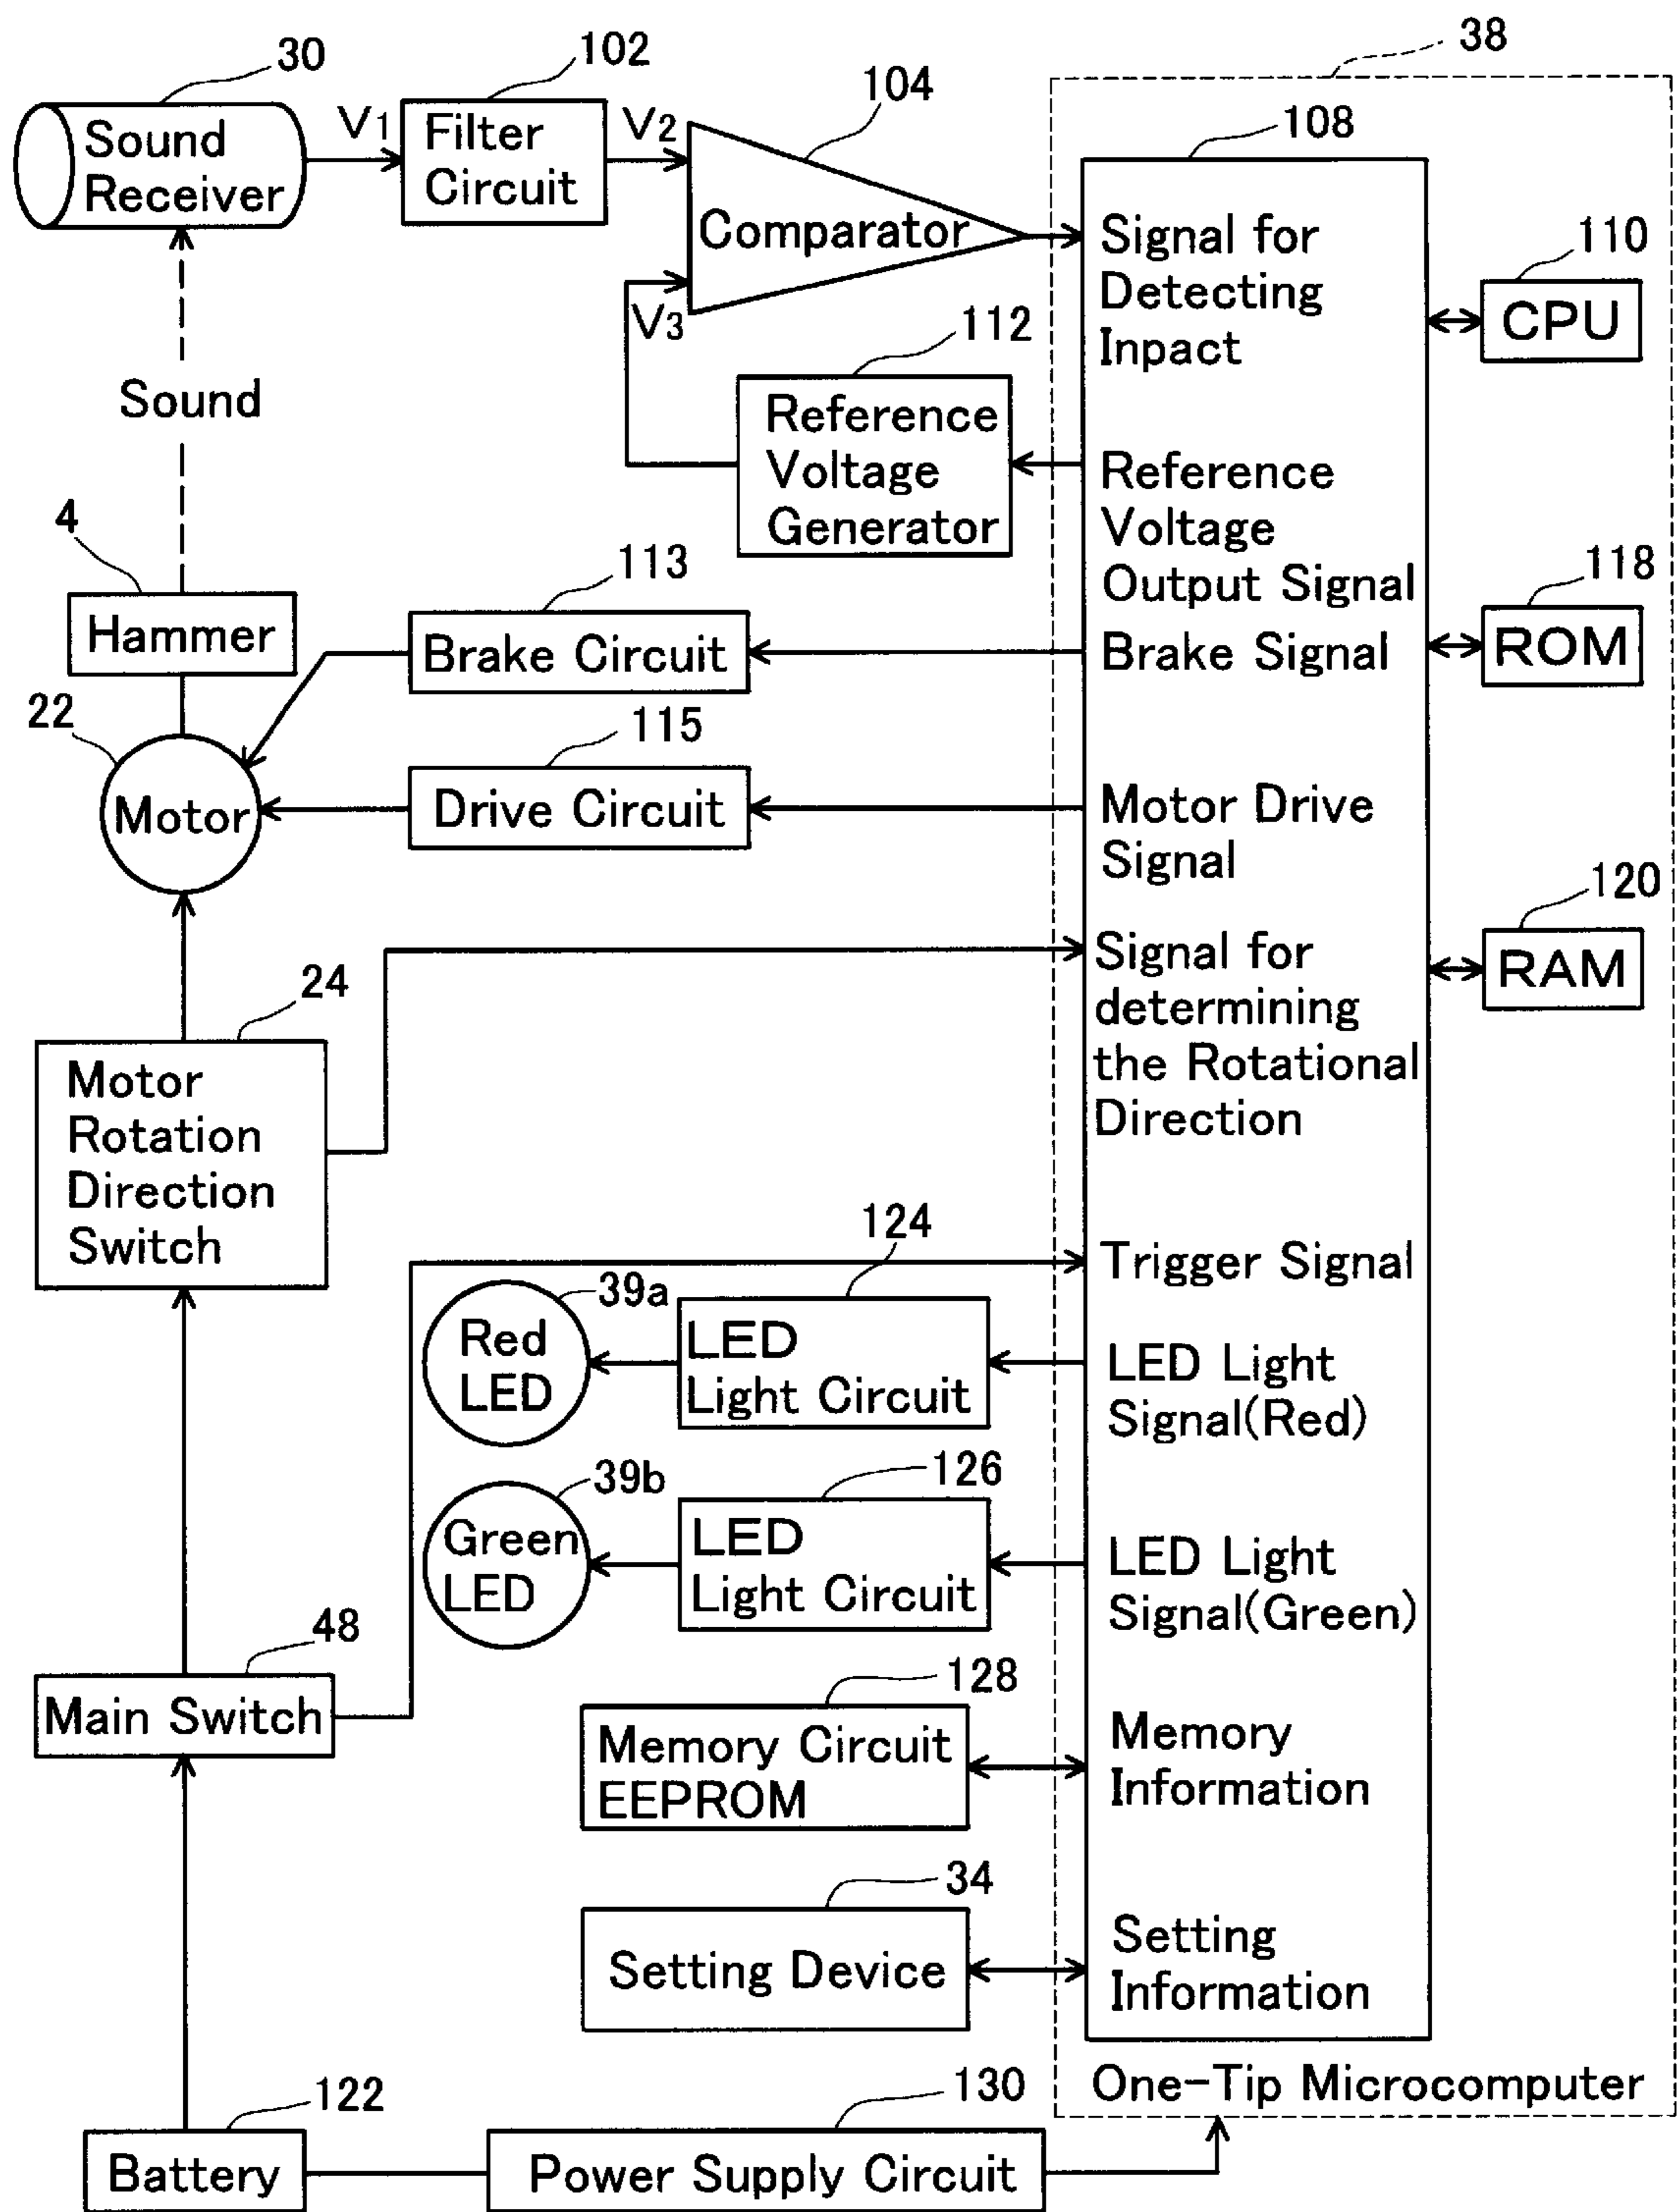 38
30
102
104
108
Sound
Receiver
V1
Filter
Circuit
V2
Comparator
V3
Signal for
Detecting
Inpact
110
CPU
112
Reference
Voltage
Generator
Sound
Reference
Voltage
Output Signal
118
ROM
4
Hammer
113
Brake Circuit
Brake Signal
22
Motor
115
Drive Circuit
Motor Drive
Signal
120
RAM
24
Motor
Rotation
Direction
Switch
Signal for
determining
the Rotational
Direction
Trigger Signal
124
39a
Red
LED
LED
Light Circuit
LED Light
Signal(Red)
126
39b
Green
LED
LED
Light Circuit
LED Light
Signal(Green)
48
Main Switch
128
Memory Circuit
EEPROM
Memory
Information
34
Setting Device
Setting
Information
One-Tip Microcomputer
122
Battery
130
Power Supply Circuit